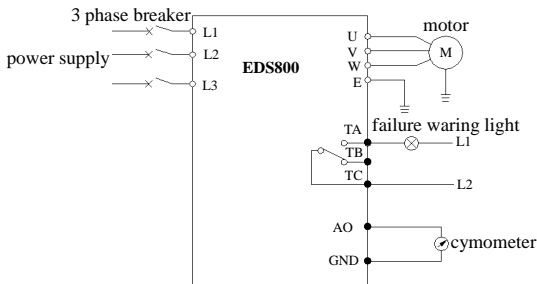 3 phase breaker
L1
power supply
L2
L3
EDS800
U
V
W
E
motor
M
TA
TB
TC
failure waring light
L1
L2
AO
GND
cymometer